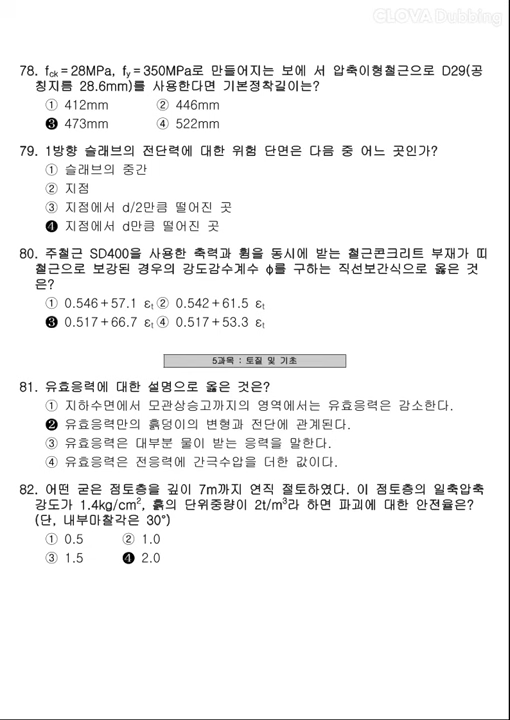 CLOVA Dubbing
78. fck = 28MPa, fy = 350MPa로 만들어지는 보에 서 압축이형철근으로 D29(공
칭지름 28.6mm)를 사용한다면 기본정착길이는?
① 412mm ② 446mm
❸ 473mm ④ 522mm
79. 1방향 슬래브의 전단력에 대한 위험 단면은 다음 중 어느 곳인가?
① 슬래브의 중간
② 지점
③ 지점에서 d/2만큼 떨어진 곳
❹ 지점에서 d만큼 떨어진 곳
80. 주철근 SD400을 사용한 축력과 휨을 동시에 받는 철근콘크리트 부재가 띠
철근으로 보강된 경우의 강도감수계수 φ를 구하는 직선보간식으로 옳은 것
은?
① 0.546 + 57.1 εt ② 0.542 + 61.5 εt
❸ 0.517 + 66.7 εt ④ 0.517 + 53.3 εt
5과목 : 토질 및 기초
81. 유효응력에 대한 설명으로 옳은 것은?
① 지하수면에서 모관상승고까지의 영역에서는 유효응력은 감소한다.
❷ 유효응력만의 흙덩이의 변형과 전단에 관계된다.
③ 유효응력은 대부분 물이 받는 응력을 말한다.
④ 유효응력은 전응력에 간극수압을 더한 값이다.
82. 어떤 굳은 점토층을 깊이 7m까지 연직 절토하였다. 이 점토층의 일축압축
강도가 1.4kg/cm², 흙의 단위중량이 2t/m³라 하면 파괴에 대한 안전율은?
(단, 내부마찰각은 30°)
① 0.5 ② 1.0
③ 1.5 ❹ 2.0